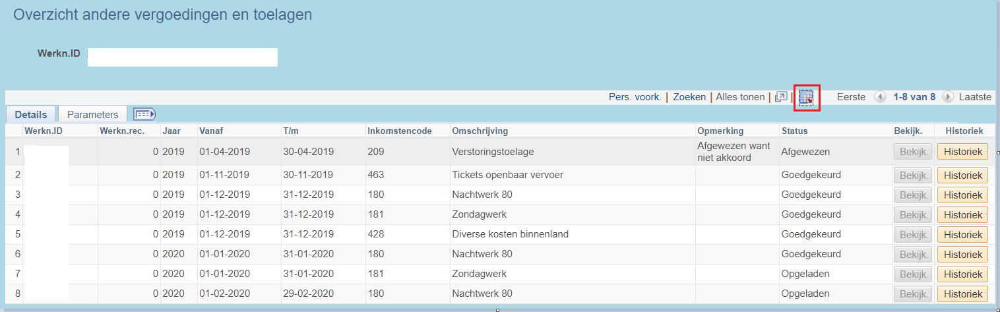 Overzicht andere vergoedingen en toelagen
Werkn.ID
Pers. voork. | Zoeken | Alles tonen | | Eerste 1-8 van 8 Laatste
Details Parameters
Werkn.ID Werkn.rec. Jaar Vanaf T/m Inkomstencode Omschrijving Opmerking Status Bekijk. Historiek
1 0 2019 01-04-2019 30-04-2019 209 Verstoringstoelage Afgewezen want niet akkoord Afgewezen Bekijk. Historiek
2 0 2019 01-11-2019 30-11-2019 463 Tickets openbaar vervoer Goedgekeurd Bekijk. Historiek
3 0 2019 01-12-2019 31-12-2019 180 Nachtwerk 80 Goedgekeurd Bekijk. Historiek
4 0 2019 01-12-2019 31-12-2019 181 Zondagwerk Goedgekeurd Bekijk. Historiek
5 0 2019 01-12-2019 31-12-2019 428 Diverse kosten binnenland Goedgekeurd Bekijk. Historiek
6 0 2020 01-01-2020 31-01-2020 180 Nachtwerk 80 Goedgekeurd Bekijk. Historiek
7 0 2020 01-01-2020 31-01-2020 181 Zondagwerk Opgeladen Bekijk. Historiek
8 0 2020 01-02-2020 29-02-2020 180 Nachtwerk 80 Opgeladen Bekijk. Historiek